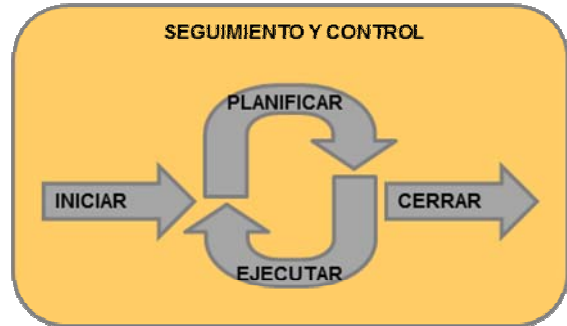 SEGUIMIENTO Y CONTROL
PLANIFICAR
INICIAR
CERRAR
EJECUTAR